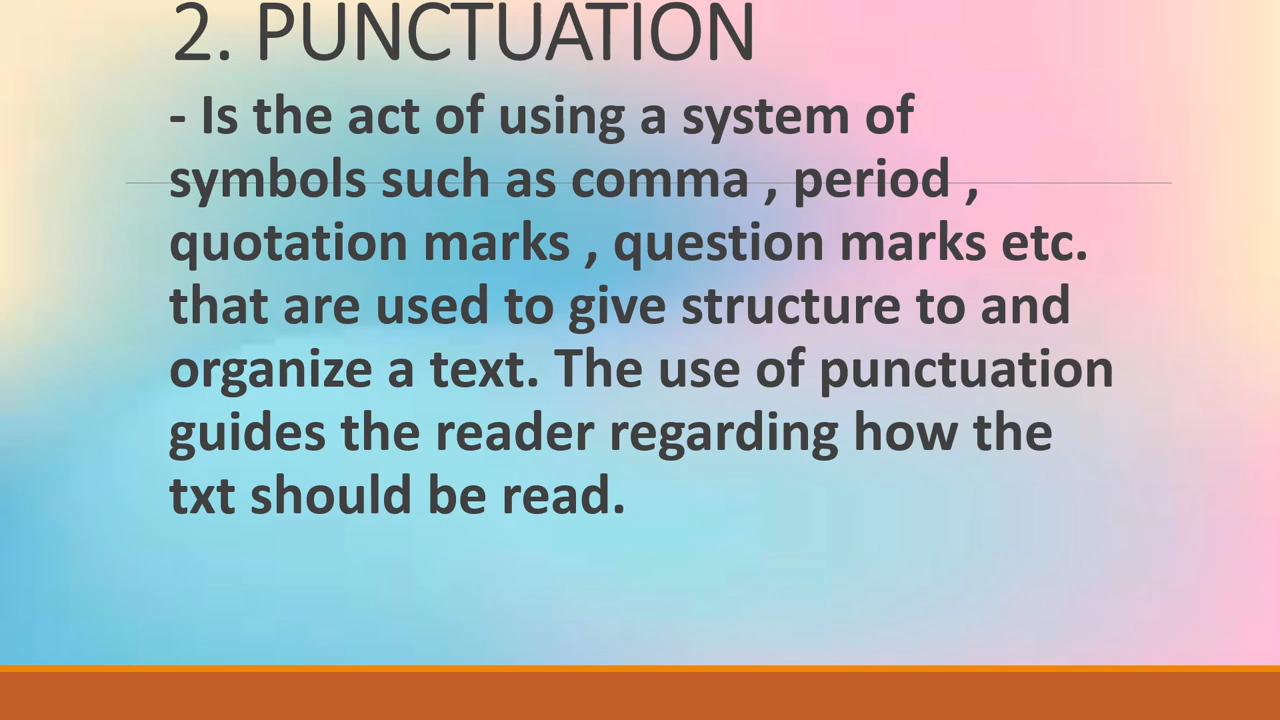 2. PUNCTUATION
- Is the act of using a system of
symbols such as comma , period ,
quotation marks , question marks etc.
that are used to give structure to and
organize a text. The use of punctuation
guides the reader regarding how the
txt should be read.